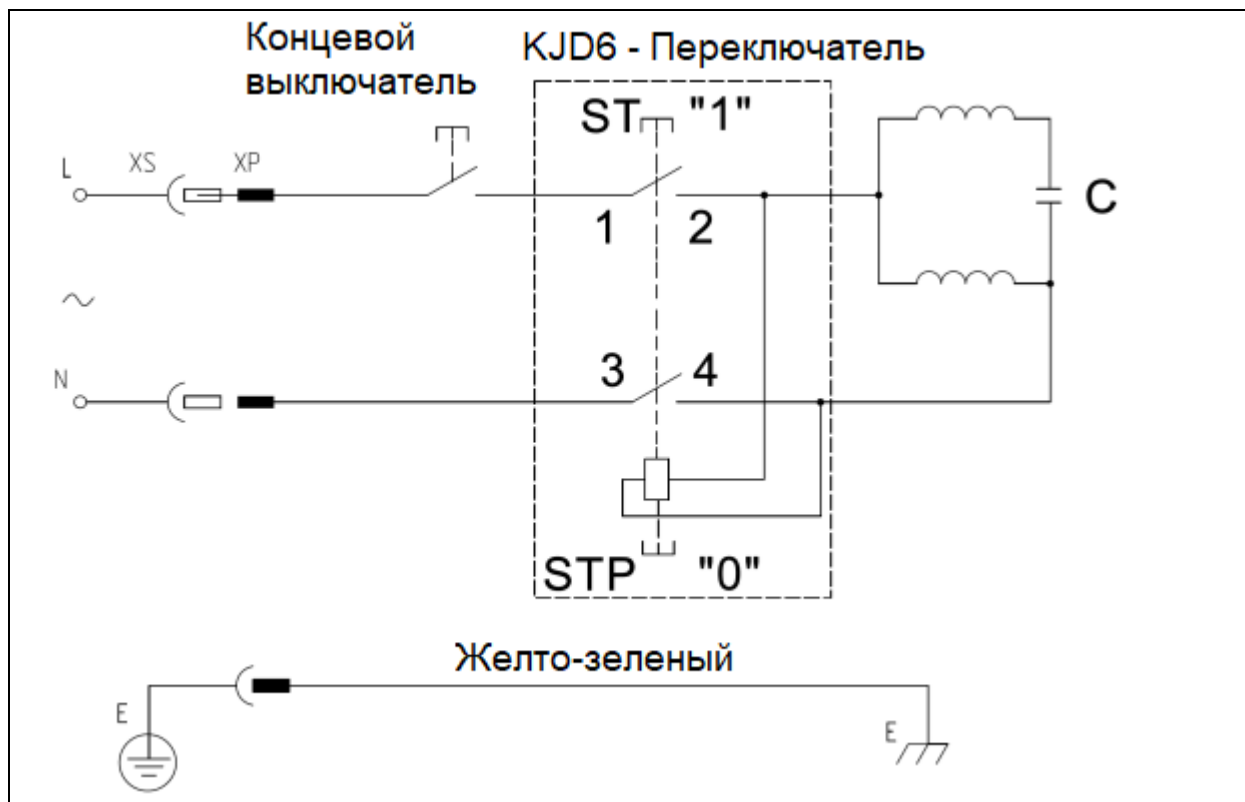 Концевой
выключатель
KJD6 - Переключатель
ST "1"
L
XS
XP
1
2
C
N
3
4
STP "0"
Желто-зеленый
E
E